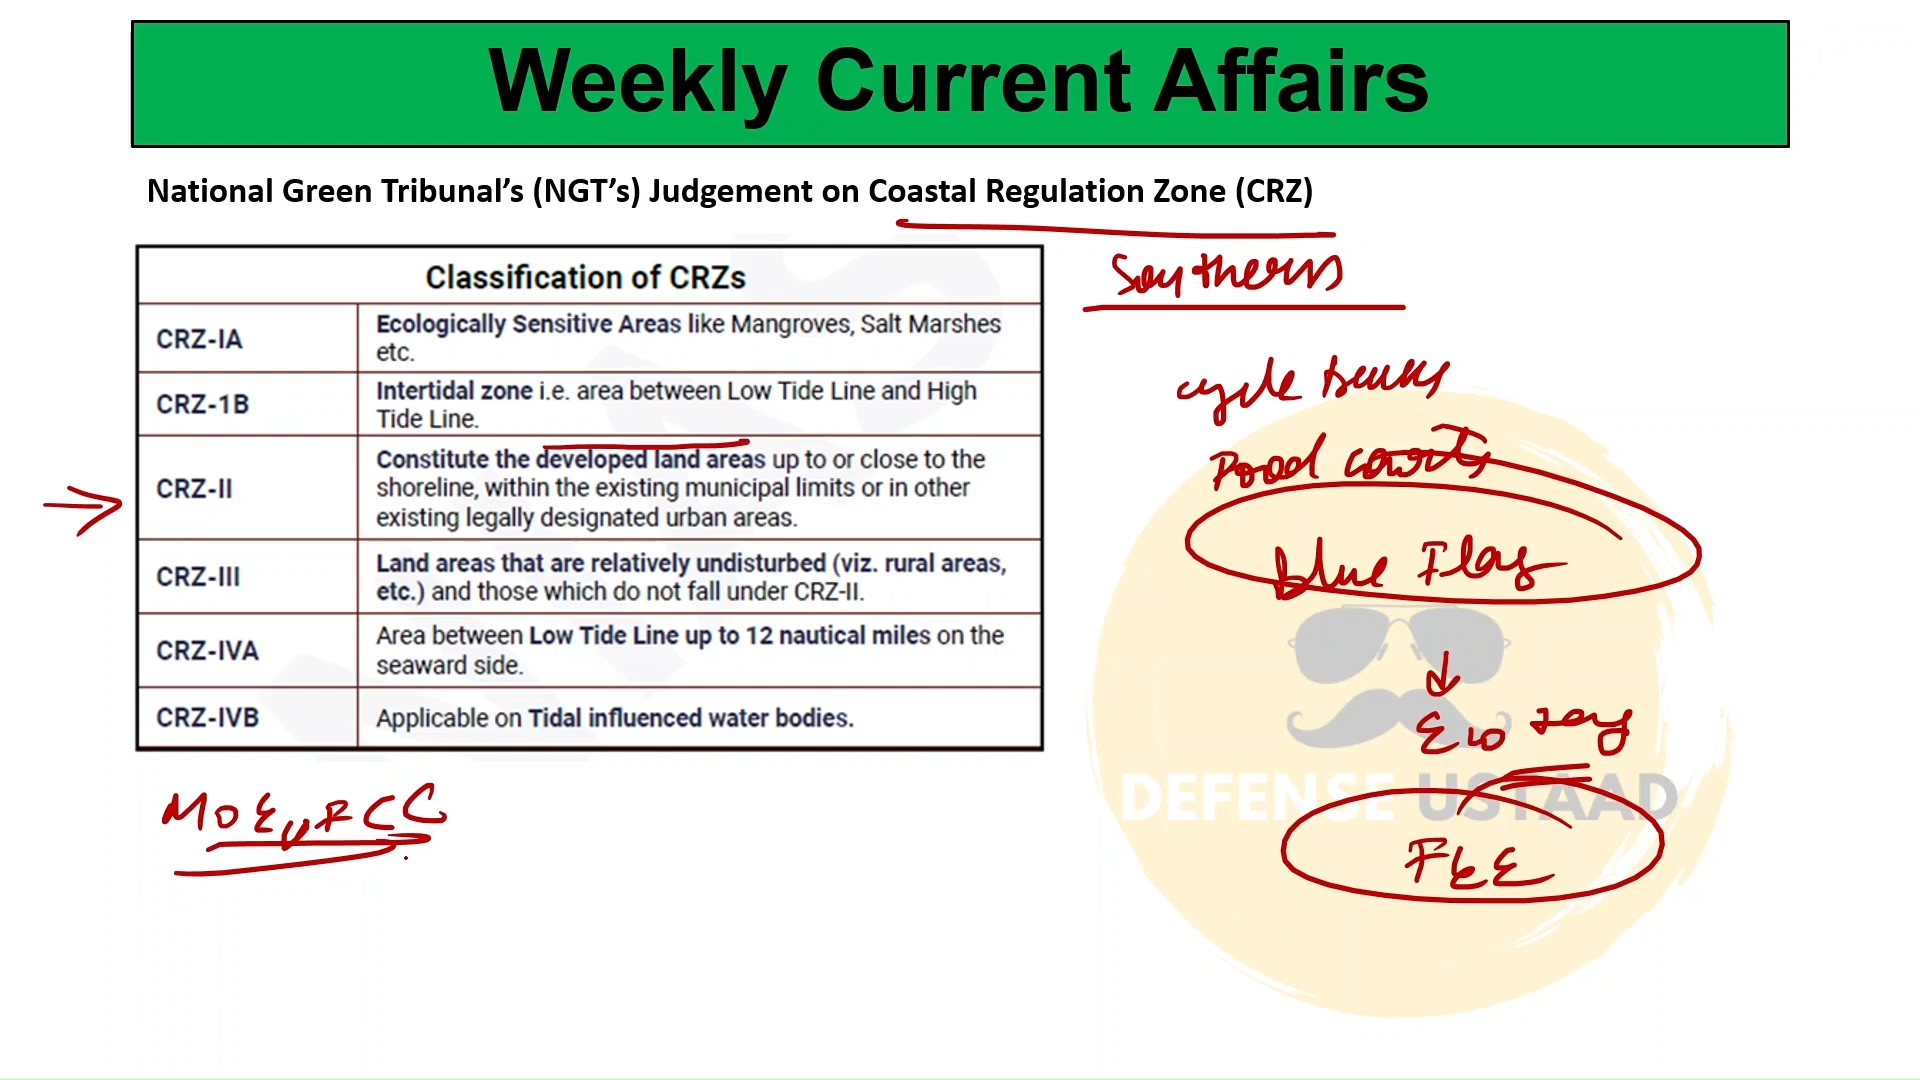 Weekly Current Affairs
National Green Tribunal’s (NGT’s) Judgement on Coastal Regulation Zone (CRZ)
Classification of CRZs
CRZ-IA
Ecologically Sensitive Areas like Mangroves, Salt Marshes
etc.
CRZ-1B
Intertidal zone i.e. area between Low Tide Line and High
Tide Line.
CRZ-II
Constitute the developed land areas up to or close to the
shoreline, within the existing municipal limits or in other
existing legally designated urban areas.
CRZ-III
Land areas that are relatively undisturbed (viz. rural areas,
etc.) and those which do not fall under CRZ-II.
CRZ-IVA
Area between Low Tide Line up to 12 nautical miles on the
seaward side.
CRZ-IVB
Applicable on Tidal influenced water bodies.
Southern
cycle tracks
Food courts
Blue Flag
Eco
DEFENSE USTAAD
FEE
MOEFCC